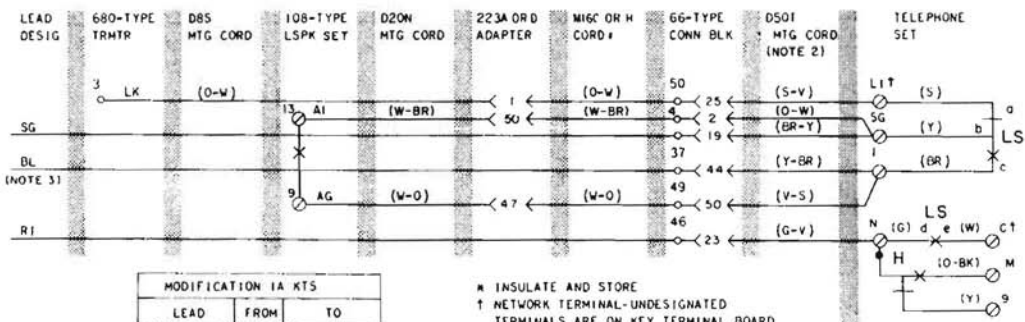 LEAD DESIG 680-TYPE TRMTR D8S MTG CORD 108-TYPE LSPK SET D20N MTG CORD 223A OR D ADAPTER M16C OR H CORD* 66-TYPE CONN BLK D50T MTG CORD (NOTE 2) TELEPHONE SET
3 LK (O-W) 1 (O-W) 50 25 (S-V) L1↑ (S) a
13 A1 (W-BR) 50 (W-BR) 4 2 (O-W) SG
SG 19 (BR-Y) (Y) b LS
BL 37 44 (Y-BR) 1 (BR) c
(NOTE 3)
9 AG (W-O) 47 (W-O) 49 50 (V-S)
R1 46 23 (G-V) N (G) d LS e (W) C↑
H (O-BK) M
(Y) 9
MODIFICATION 1A KTS
LEAD FROM TO
* INSULATE AND STORE
↑ NETWORK TERMINAL-UNDESIGNATED
TERMINALS ARE ON KEY TERMINAL BOARD